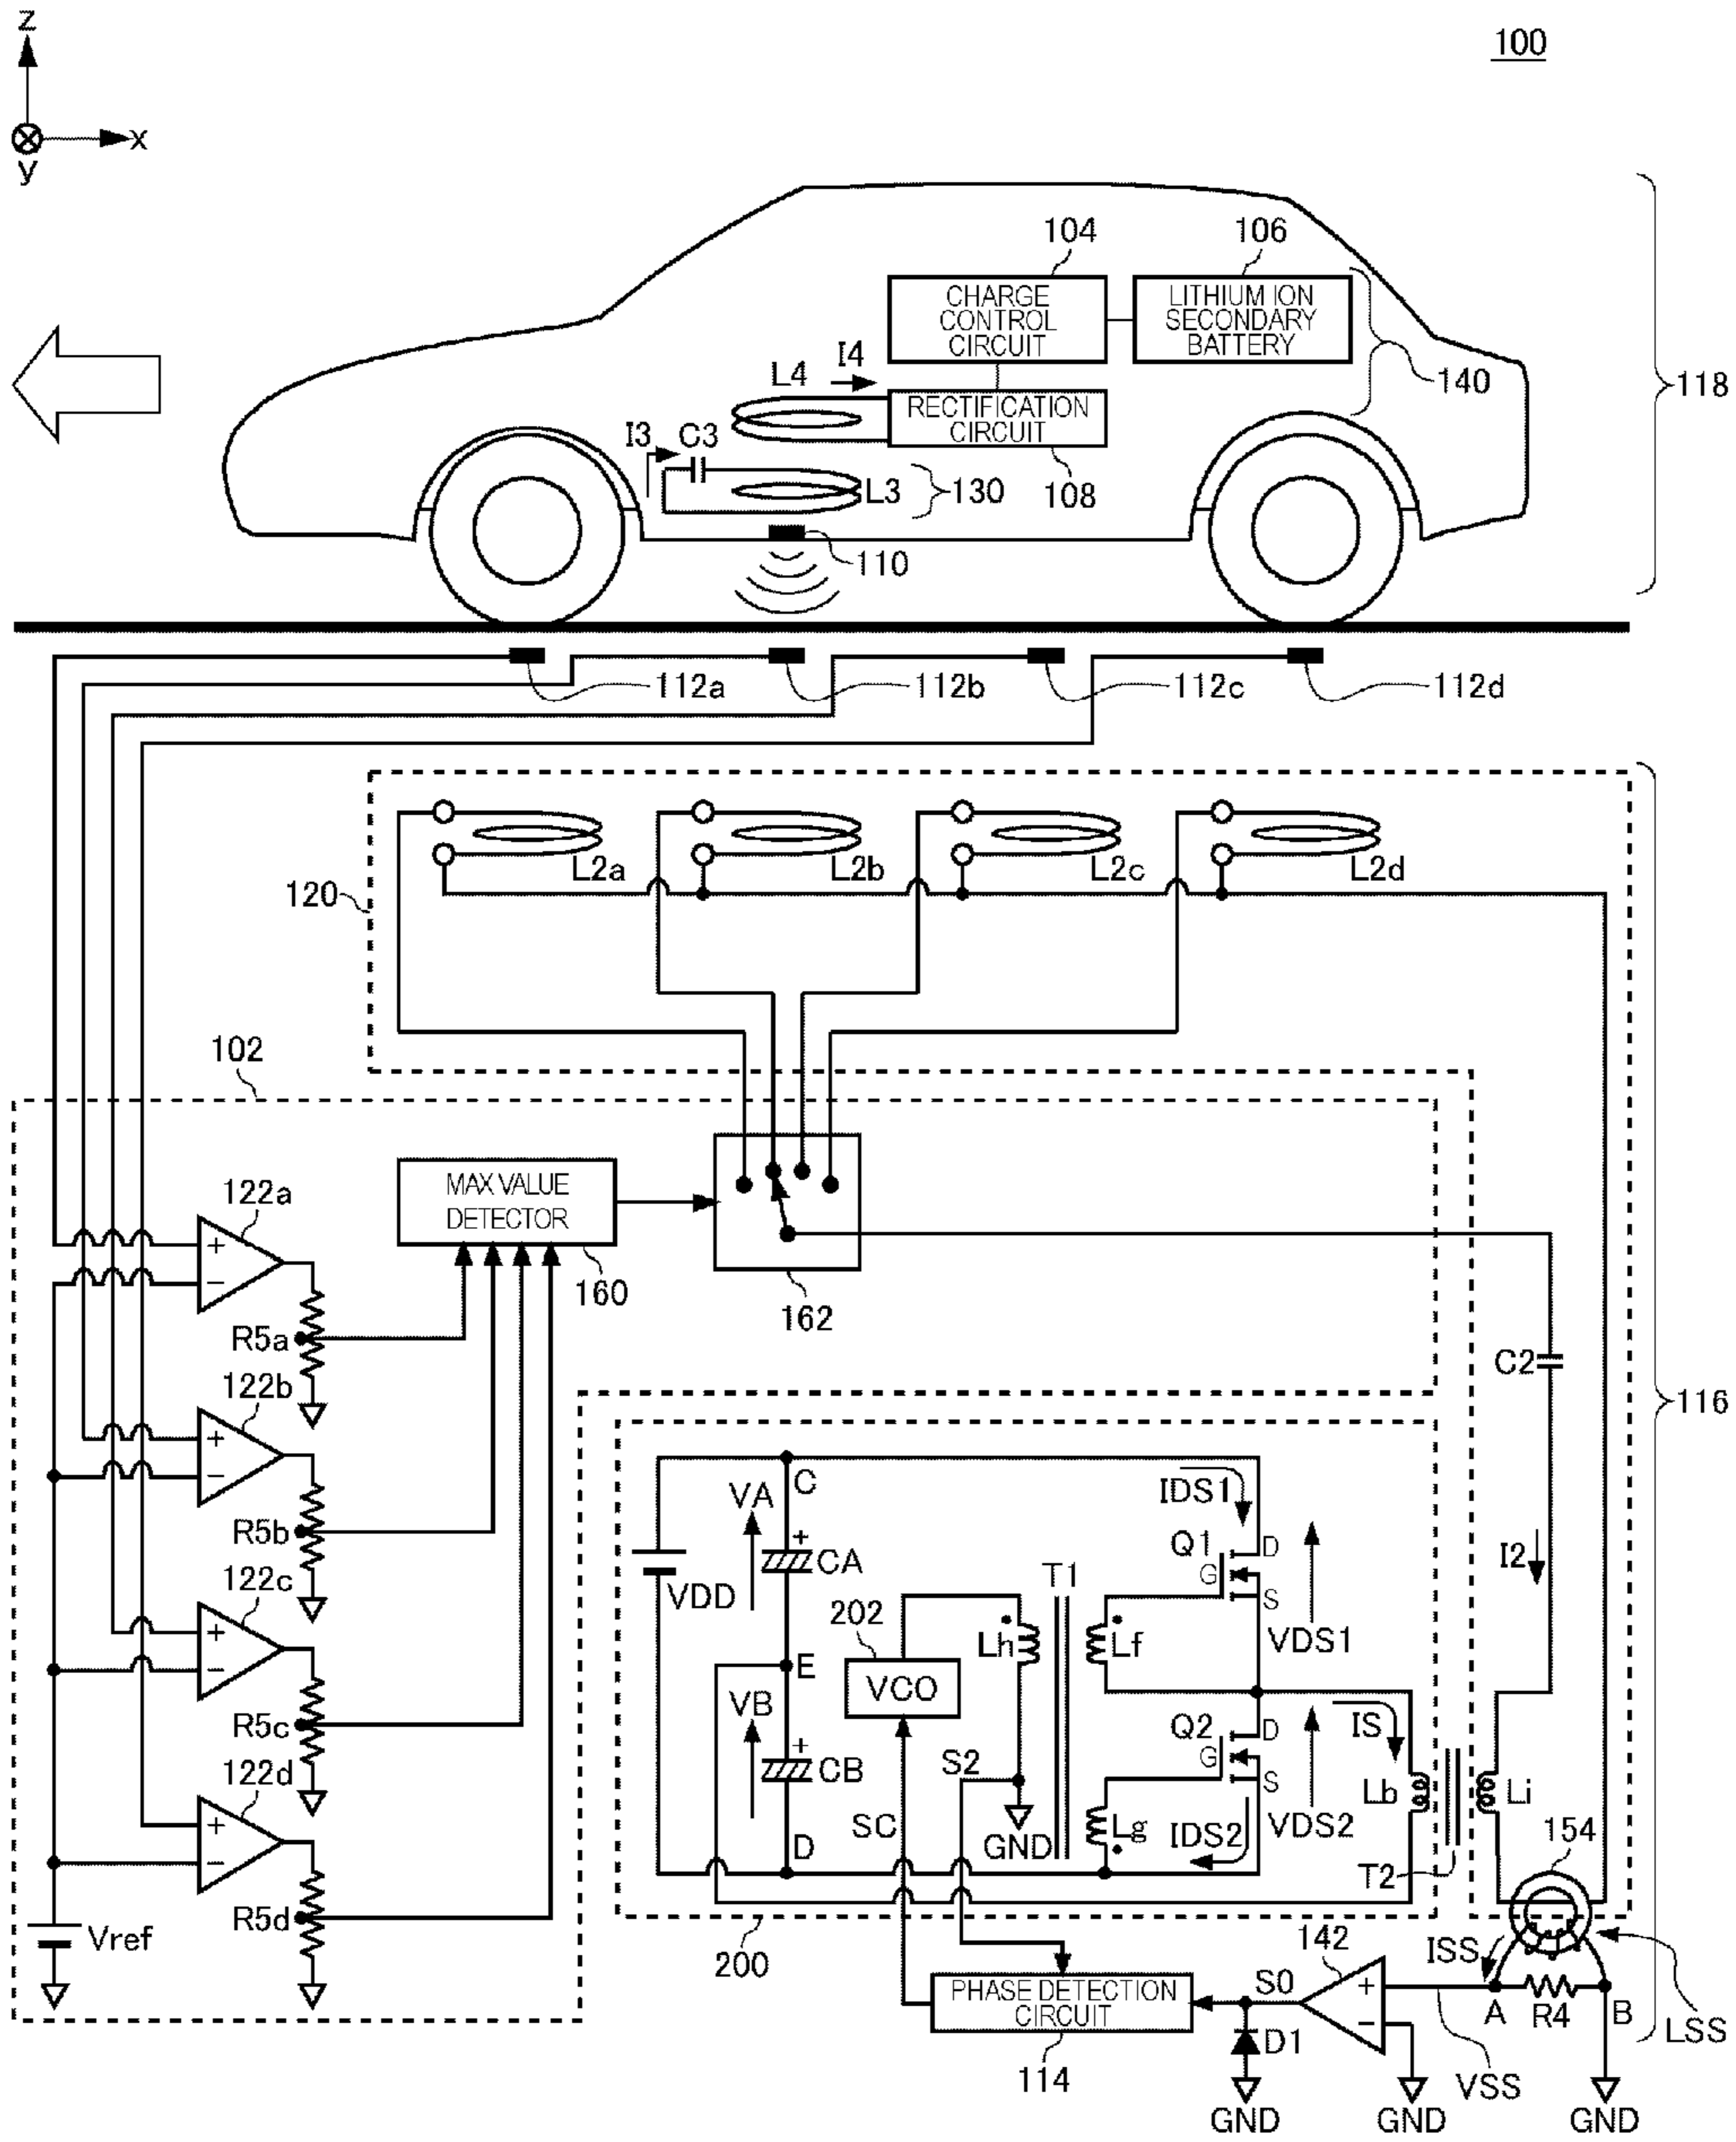 z
100
x
y
104
106
CHARGE
CONTROL
CIRCUIT
LITHIUM ION
SECONDARY
BATTERY
140
118
L4
I4
RECTIFICATION
CIRCUIT
I3
C3
L3
130
108
110
112a
112b
112c
112d
L2a
L2b
L2c
L2d
120
102
MAX VALUE
DETECTOR
160
162
122a
+
−
R5a
122b
+
−
R5b
122c
+
−
R5c
122d
+
−
R5d
Vref
C2
116
I2
C
VA
+
CA
VDD
E
VB
+
CB
D
202
VCO
SC
S2
Lh
GND
T1
Lf
Lg
IDS1
Q1
D
G
S
VDS1
Q2
D
G
S
VDS2
IDS2
IS
Lb
Li
T2
154
200
142
ISS
S0
+
−
A
R4
B
LSS
PHASE DETECTION
CIRCUIT
114
D1
VSS
GND
GND
GND